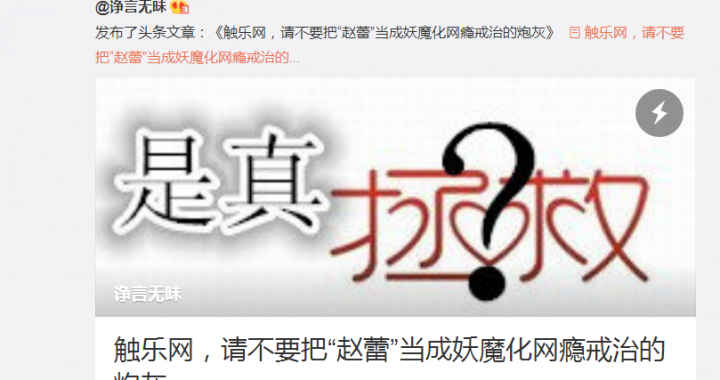 @诤言无昧
发布了头条文章：《触乐网，请不要把“赵蕾”当成妖魔化网瘾戒治的炮灰》 触乐网，请不要
把“赵蕾”当成妖魔化网瘾戒治的...
是真拯救?
诤言无昧
触乐网，请不要把“赵蕾”当成妖魔化网瘾戒治的
炮灰